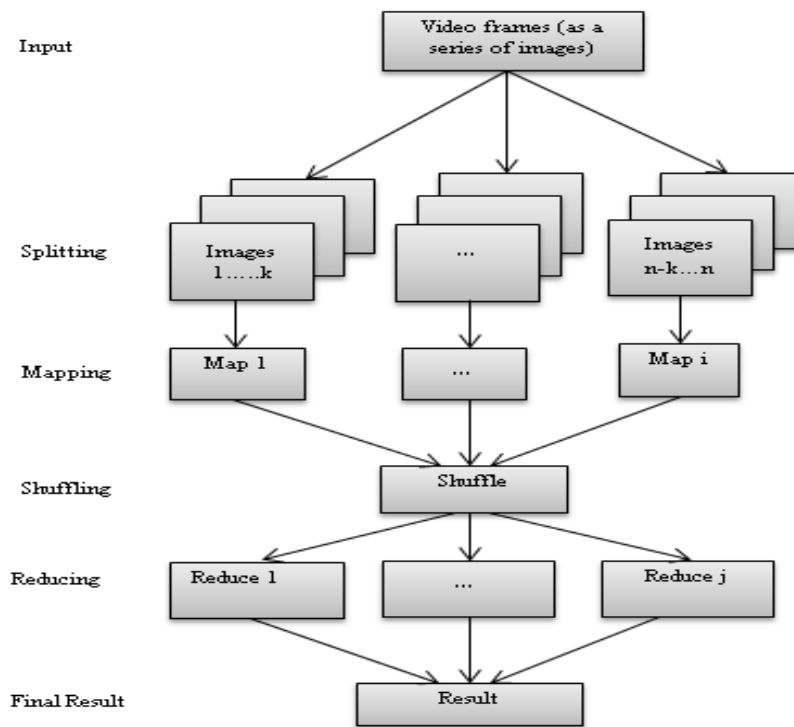 Input
Video frames (as a
series of images)
Splitting
Images
1.....k
...
Images
n-k...n
Mapping
Map 1
...
Map i
Shuffling
Shuffle
Reducing
Reduce 1
...
Reduce j
Final Result
Result